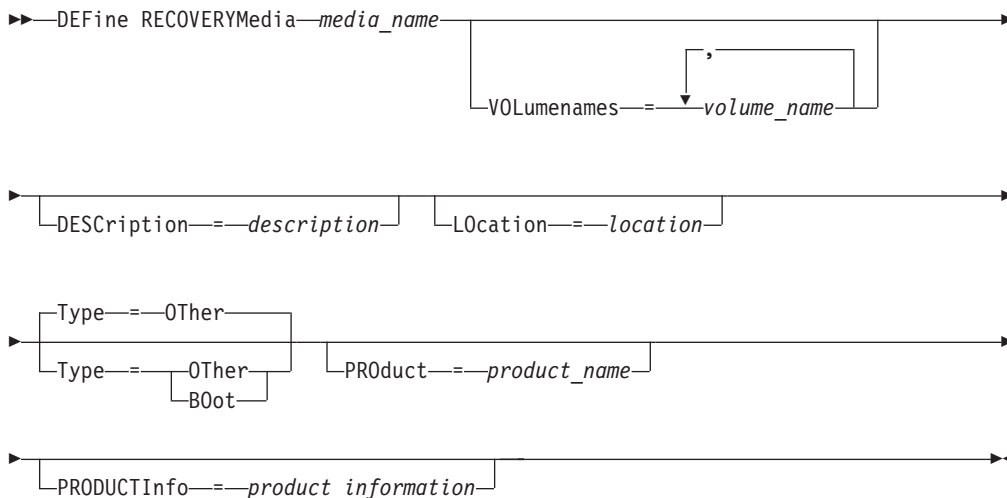 DEFine RECOVERYMedia media_name
,
VOLumenames = volume_name
DESCription = description LOcation = location
Type = OTher
Type = OTher PROduct = product_name
BOot
PRODUCTInfo = product information